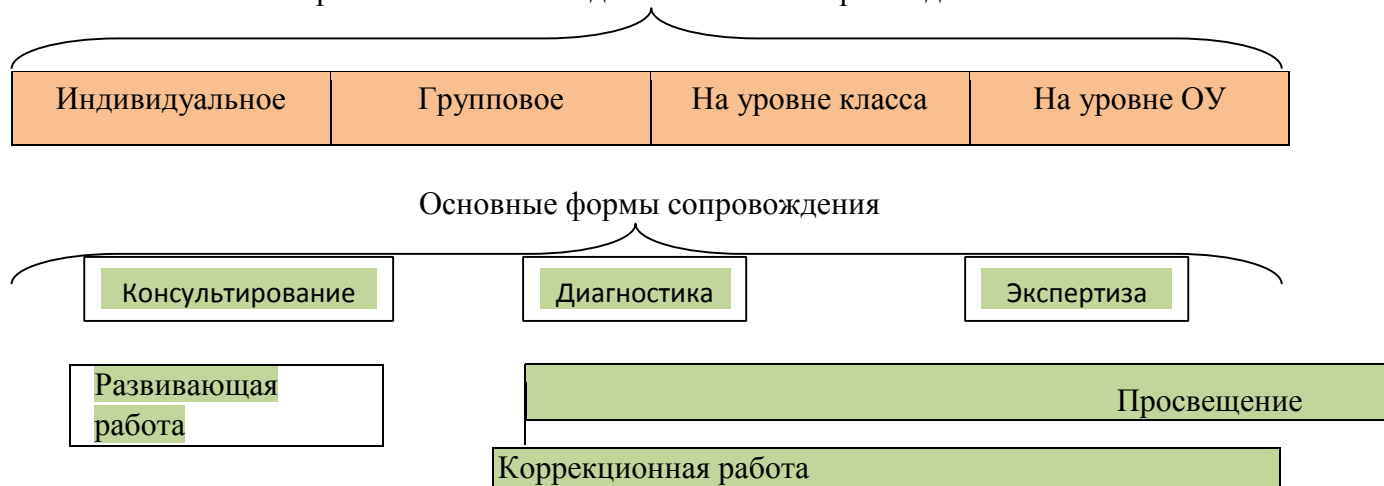 Индивидуальное Групповое На уровне класса На уровне ОУ
Основные формы сопровождения
Консультирование Диагностика Экспертиза
Развивающая
работа
Просвещение
Коррекционная работа